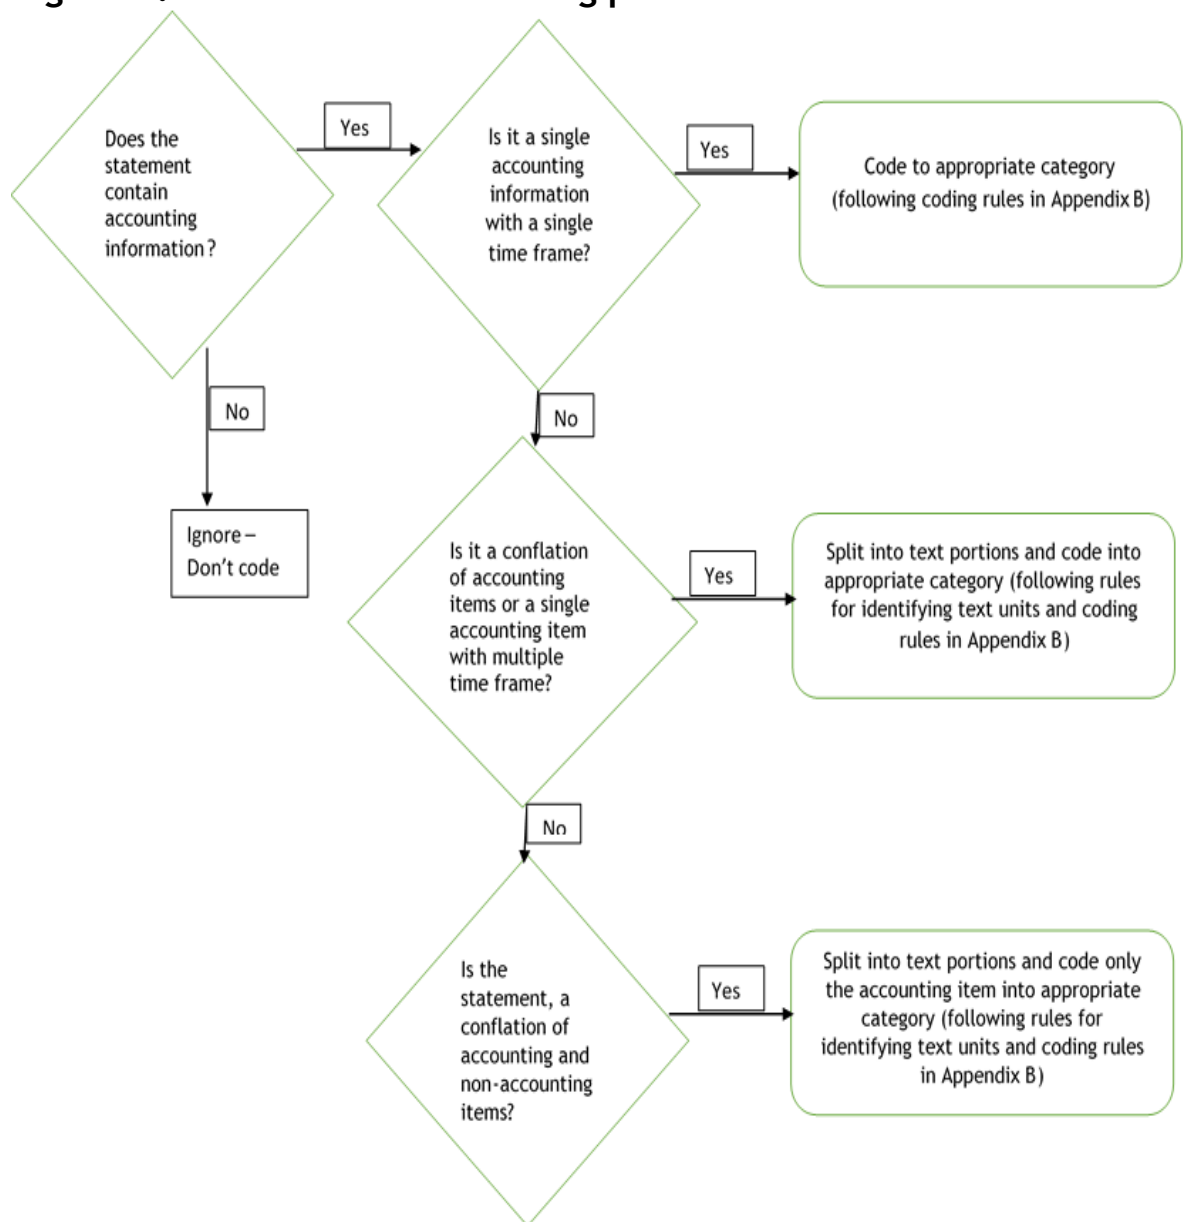 Does the
statement
contain
accounting
information?
Yes
Is it a single
accounting
information
with a single
time frame?
Yes
Code to appropriate category
(following coding rules in Appendix B)
No
No
Ignore –
Don't code
Is it a conflation
of accounting
items or a single
accounting item
with multiple
time frame?
Yes
Split into text portions and code into
appropriate category (following rules
for identifying text units and coding
rules in Appendix B)
No
Is the
statement, a
conflation of
accounting and
non-accounting
items?
Yes
Split into text portions and code only
the accounting item into appropriate
category (following rules for
identifying text units and coding rules
in Appendix B)